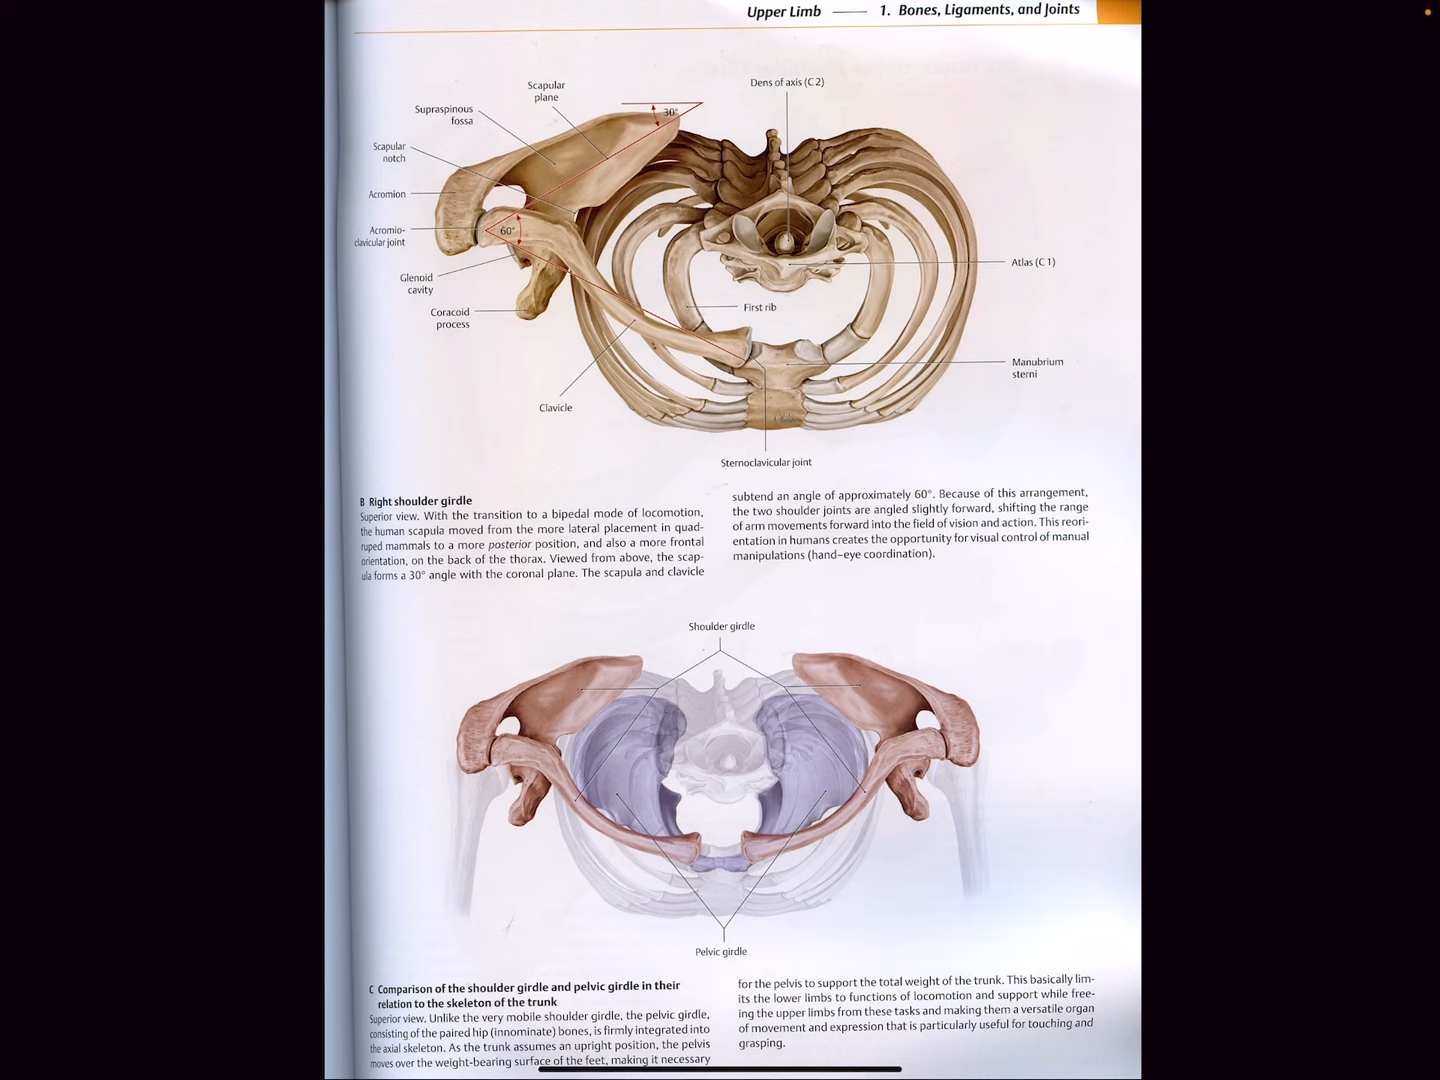 Upper Limb —— 1. Bones, Ligaments, and Joints
Scapular
plane
Dens of axis (C 2)
Supraspinous
fossa
30°
Scapular
notch
Acromion
Acromio-
clavicular joint
60°
Glenoid
cavity
Atlas (C 1)
Coracoid
process
First rib
Manubrium
sterni
Clavicle
Sternoclavicular joint
B Right shoulder girdle
Superior view. With the transition to a bipedal mode of locomotion,
the human scapula moved from the more lateral placement in quad-
ruped mammals to a more posterior position, and also a more frontal
orientation, on the back of the thorax. Viewed from above, the scap-
ula forms a 30° angle with the coronal plane. The scapula and clavicle
subtend an angle of approximately 60°. Because of this arrangement,
the two shoulder joints are angled slightly forward, shifting the range
of arm movements forward into the field of vision and action. This reori-
entation in humans creates the opportunity for visual control of manual
manipulations (hand–eye coordination).
Shoulder girdle
Pelvic girdle
C Comparison of the shoulder girdle and pelvic girdle in their
relation to the skeleton of the trunk
Superior view. Unlike the very mobile shoulder girdle, the pelvic girdle,
consisting of the paired hip (innominate) bones, is firmly integrated into
the axial skeleton. As the trunk assumes an upright position, the pelvis
moves over the weight-bearing surface of the feet, making it necessary
for the pelvis to support the total weight of the trunk. This basically lim-
its the lower limbs to functions of locomotion and support while free-
ing the upper limbs from these tasks and making them a versatile organ
of movement and expression that is particularly useful for touching and
grasping.